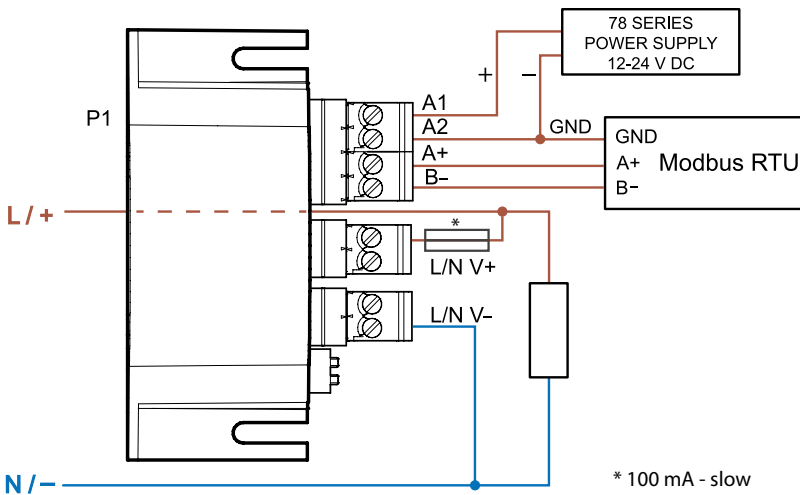 78 SERIES
POWER SUPPLY
12-24 V DC
+
–
P1
A1
A2
GND
A+
B–
GND
A+
B–
Modbus RTU
L / +
*
L/N V+
L/N V–
N / –
* 100 mA - slow